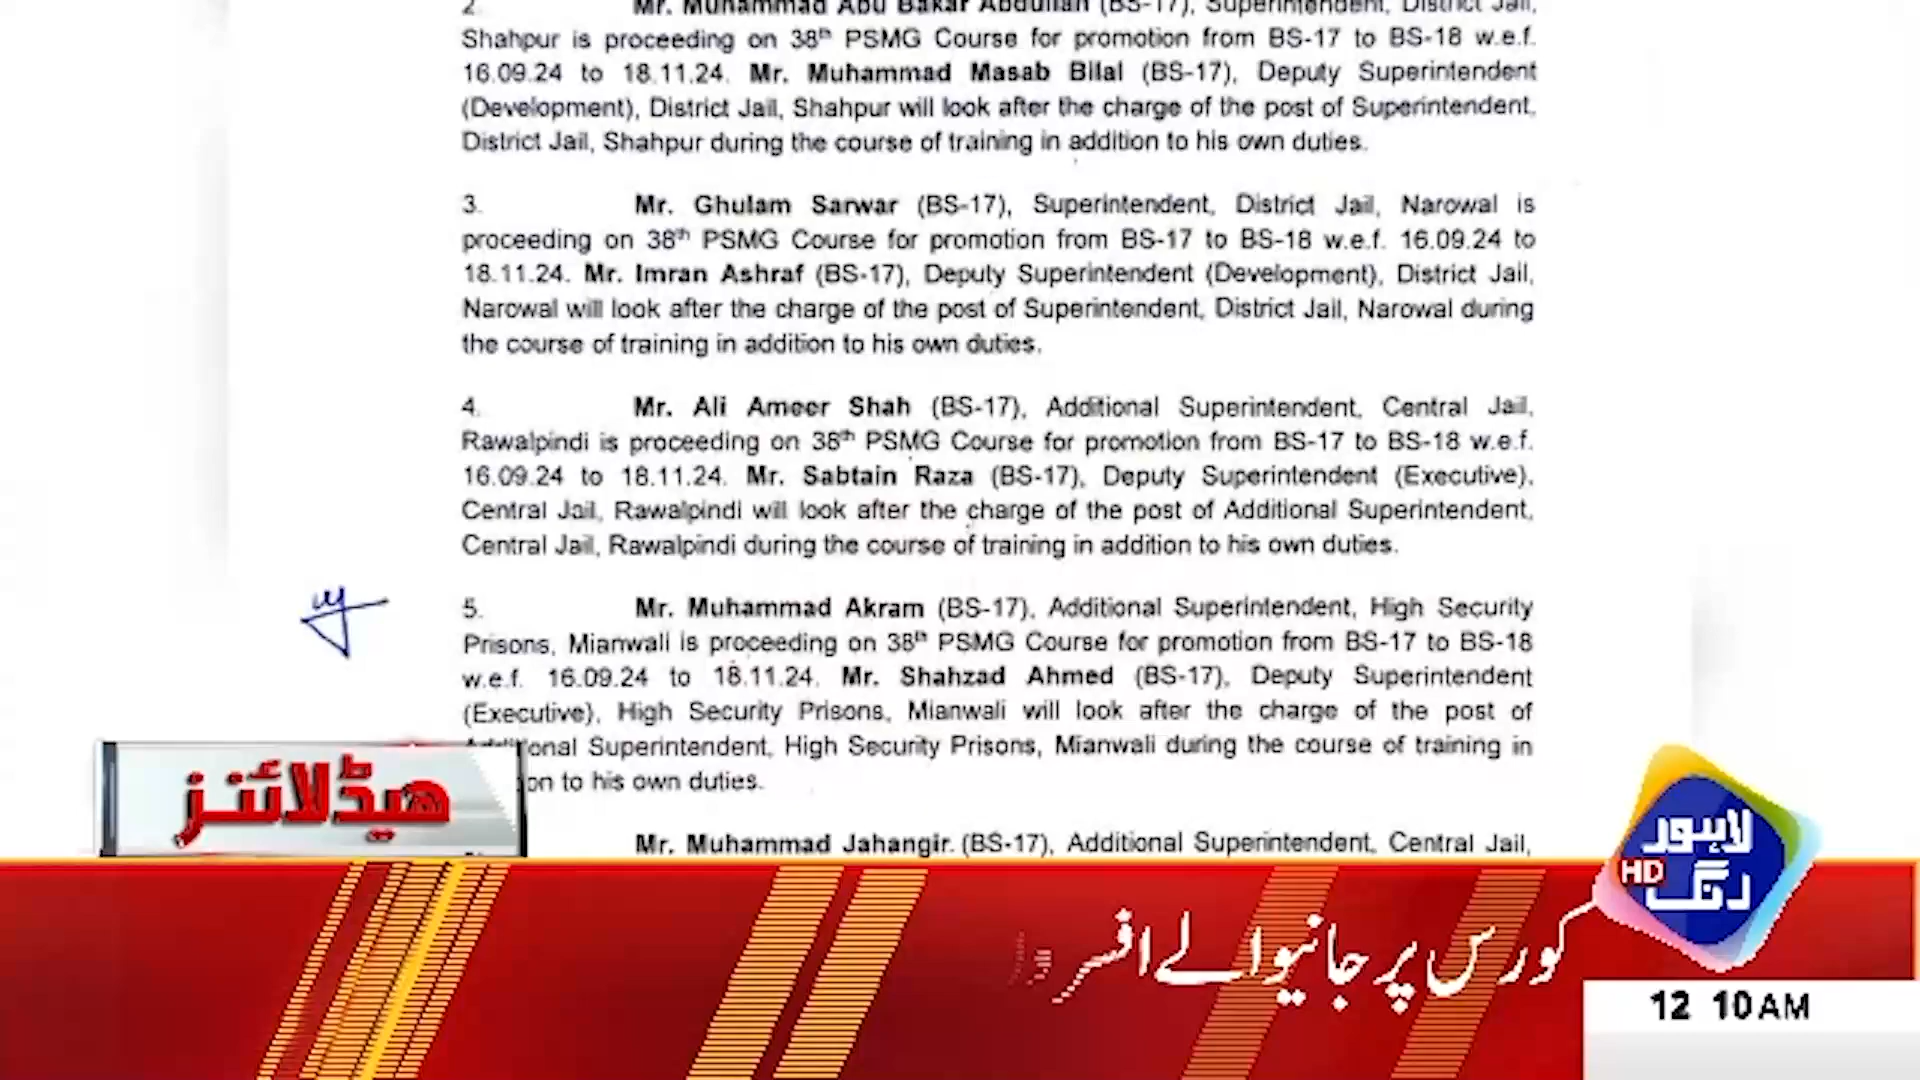 2. Mr. Muhammad Abu Bakar Abdullah (BS-17), Superintendent, District Jail,
Shahpur is proceeding on 38th PSMG Course for promotion from BS-17 to BS-18 w.e.f.
16.09.24 to 18.11.24. Mr. Muhammad Masab Bilal (BS-17), Deputy Superintendent
(Development), District Jail, Shahpur will look after the charge of the post of Superintendent,
District Jail, Shahpur during the course of training in addition to his own duties.
3. Mr. Ghulam Sarwar (BS-17), Superintendent, District Jail, Narowal is
proceeding on 38th PSMG Course for promotion from BS-17 to BS-18 w.e.f. 16.09.24 to
18.11.24. Mr. Imran Ashraf (BS-17), Deputy Superintendent (Development), District Jail,
Narowal will look after the charge of the post of Superintendent, District Jail, Narowal during
the course of training in addition to his own duties.
4. Mr. Ali Ameer Shah (BS-17), Additional Superintendent, Central Jail,
Rawalpindi is proceeding on 38th PSMG Course for promotion from BS-17 to BS-18 w.e.f.
16.09.24 to 18.11.24. Mr. Sabtain Raza (BS-17), Deputy Superintendent (Executive),
Central Jail, Rawalpindi will look after the charge of the post of Additional Superintendent,
Central Jail, Rawalpindi during the course of training in addition to his own duties.
5. Mr. Muhammad Akram (BS-17), Additional Superintendent, High Security
Prisons, Mianwali is proceeding on 38th PSMG Course for promotion from BS-17 to BS-18
w.e.f. 16.09.24 to 18.11.24. Mr. Shahzad Ahmed (BS-17), Deputy Superintendent
(Executive), High Security Prisons, Mianwali will look after the charge of the post of
Superintendent, High Security Prisons, Mianwali during the course of training in
to his own duties.
Mr. Muhammad Jahangir (BS-17), Additional Superintendent, Central Jail,
ھیڈلائنز
لاہور
رنگ
HD
کورس پر جانیوالے افسر
12 10AM